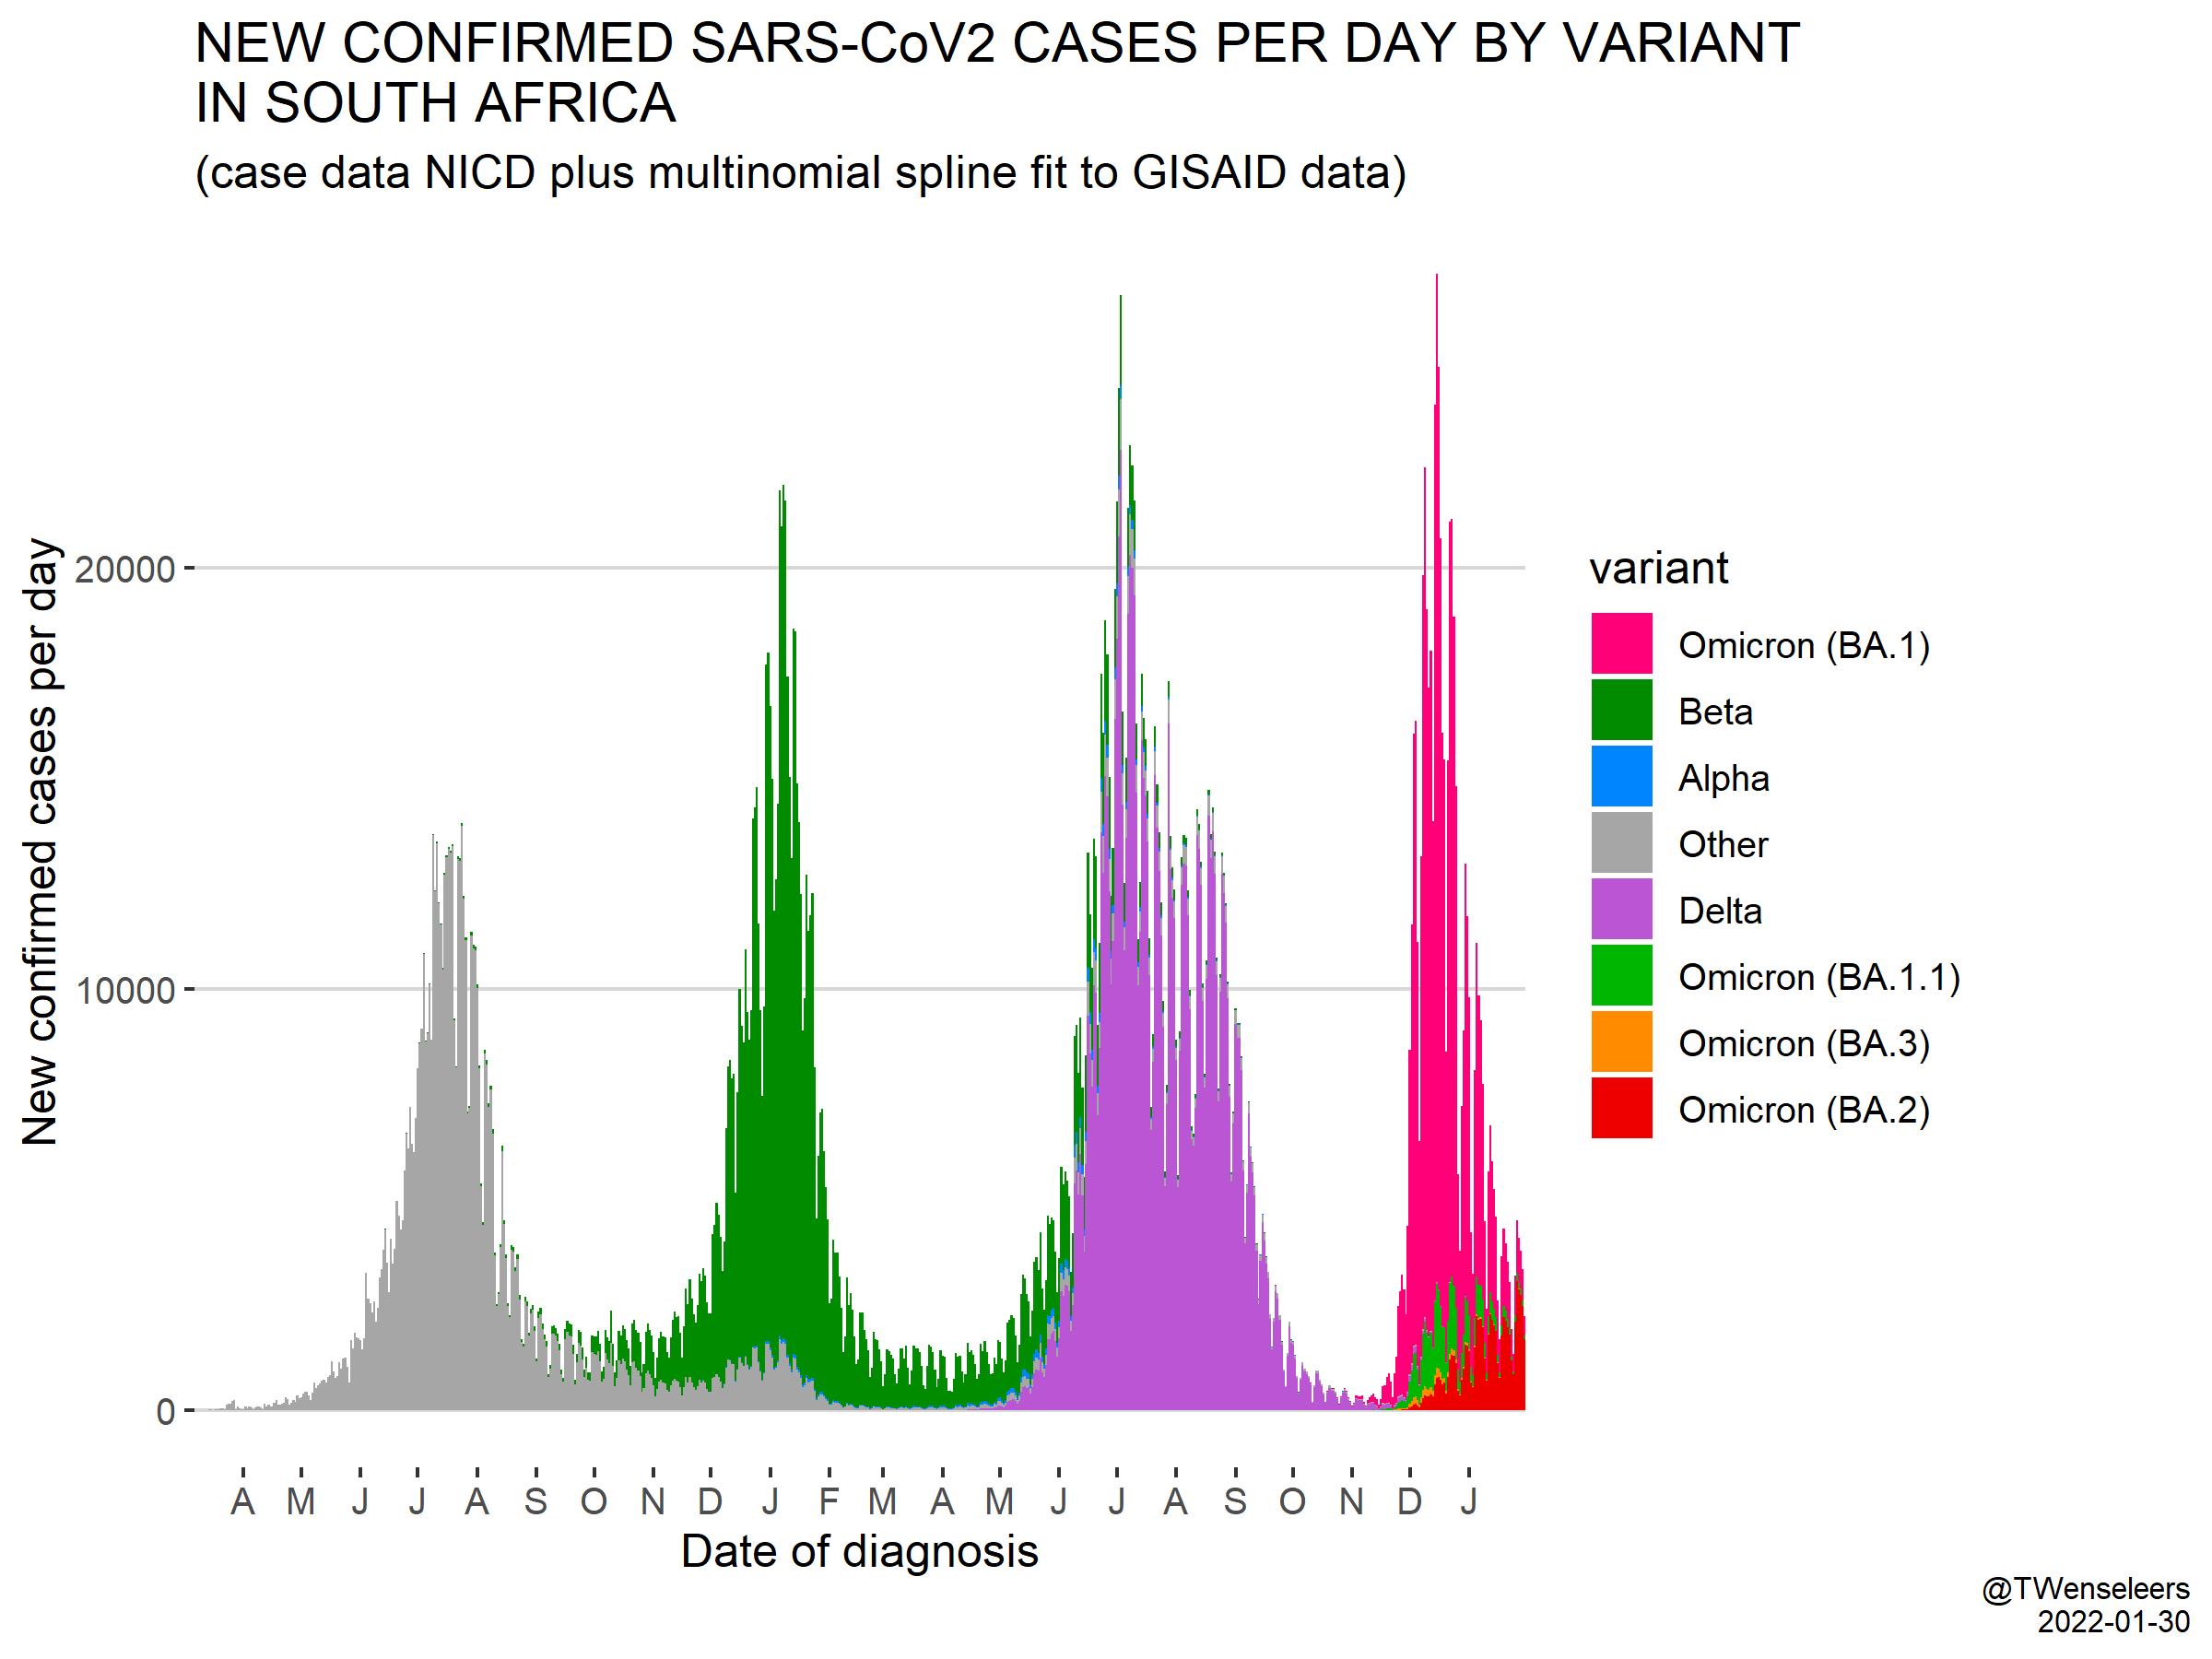 NEW CONFIRMED SARS-CoV2 CASES PER DAY BY VARIANT
IN SOUTH AFRICA
(case data NICD plus multinomial spline fit to GISAID data)
New confirmed cases per day
20000
10000
0
A M J J A S O N D J F M A M J J A S O N D J
Date of diagnosis
variant
Omicron (BA.1)
Beta
Alpha
Other
Delta
Omicron (BA.1.1)
Omicron (BA.3)
Omicron (BA.2)
@TWenseleers
2022-01-30